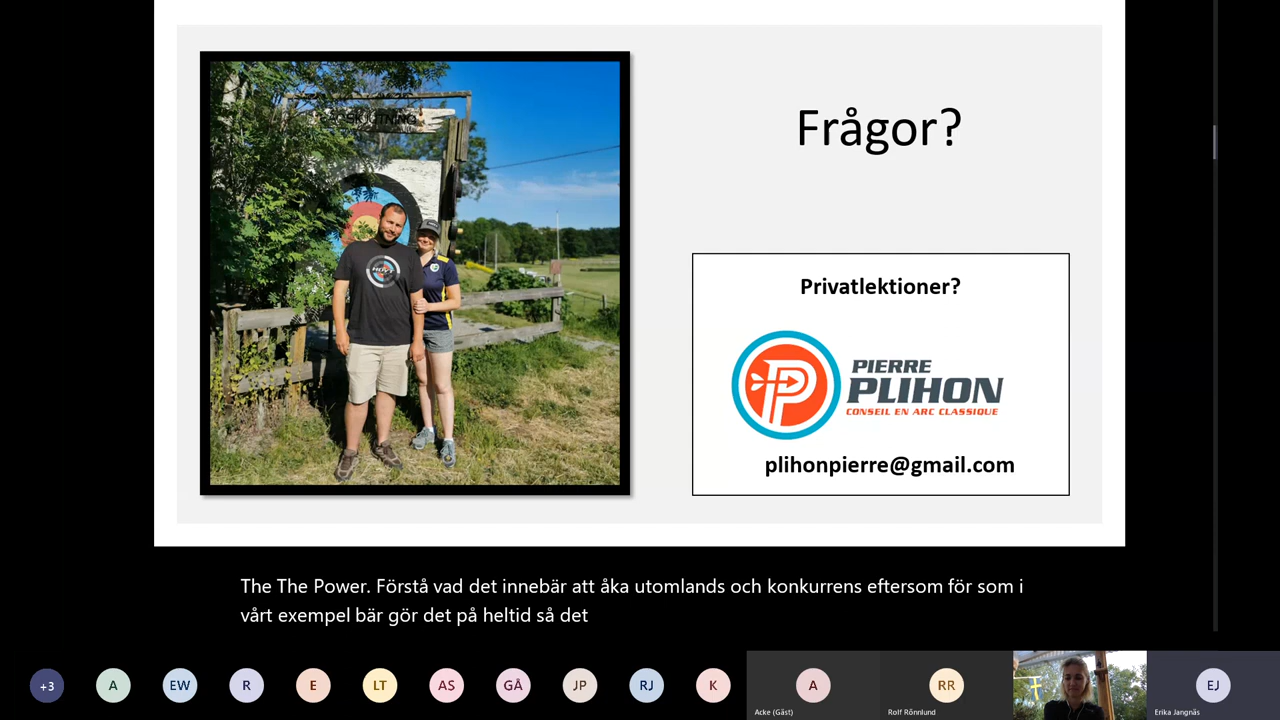 BÅGSKYTTING
HOYT
Frågor?
Privatlektioner?
PIERRE
PLIHON
CONSEIL EN ARC CLASSIQUE
plihonpierre@gmail.com
The The Power. Förstå vad det innebär att åka utomlands och konkurrens eftersom för som i
vårt exempel bär gör det på heltid så det
+3
A
EW
R
E
LT
AS
GÅ
JP
RJ
K
A
Acke (Gäst)
RR
Rolf Rönnlund
EJ
Erika Jangnäs